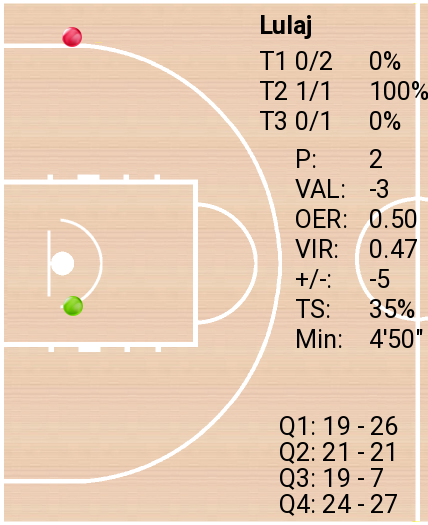 Lulaj
T1 0/2 0%
T2 1/1 100%
T3 0/1 0%
P: 2
VAL: -3
OER: 0.50
VIR: 0.47
+/-: -5
TS: 35%
Min: 4'50"
Q1: 19 - 26
Q2: 21 - 21
Q3: 19 - 7
Q4: 24 - 27